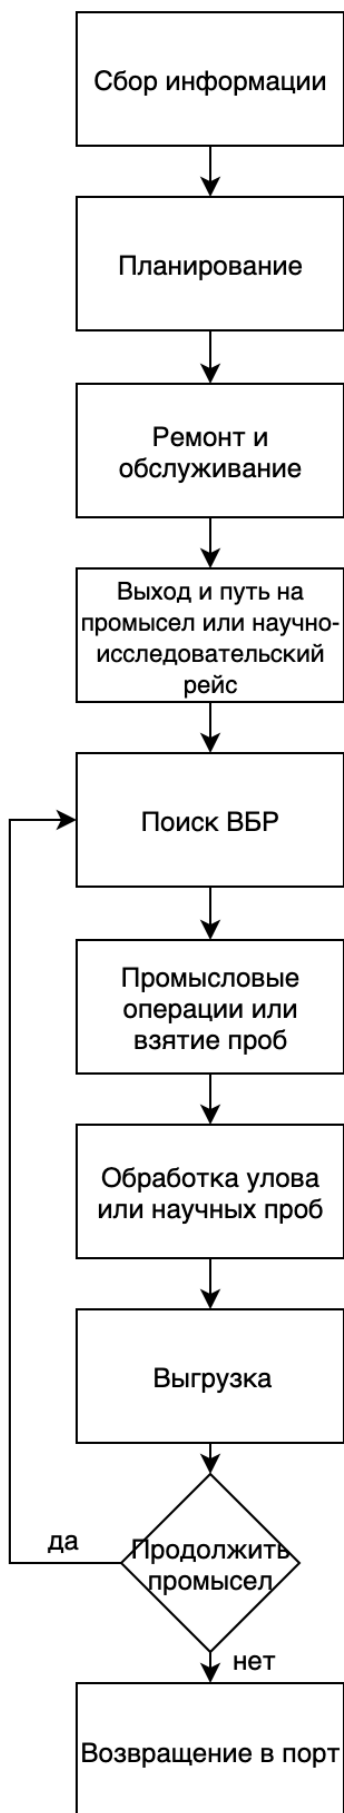 Сбор информации
Планирование
Ремонт и
обслуживание
Выход и путь на
промысел или научно-
исследовательский
рейс
Поиск ВБР
Промысловые
операции или
взятие проб
Обработка улова
или научных проб
Выгрузка
да
Продолжить
промысел
нет
Возвращение в порт